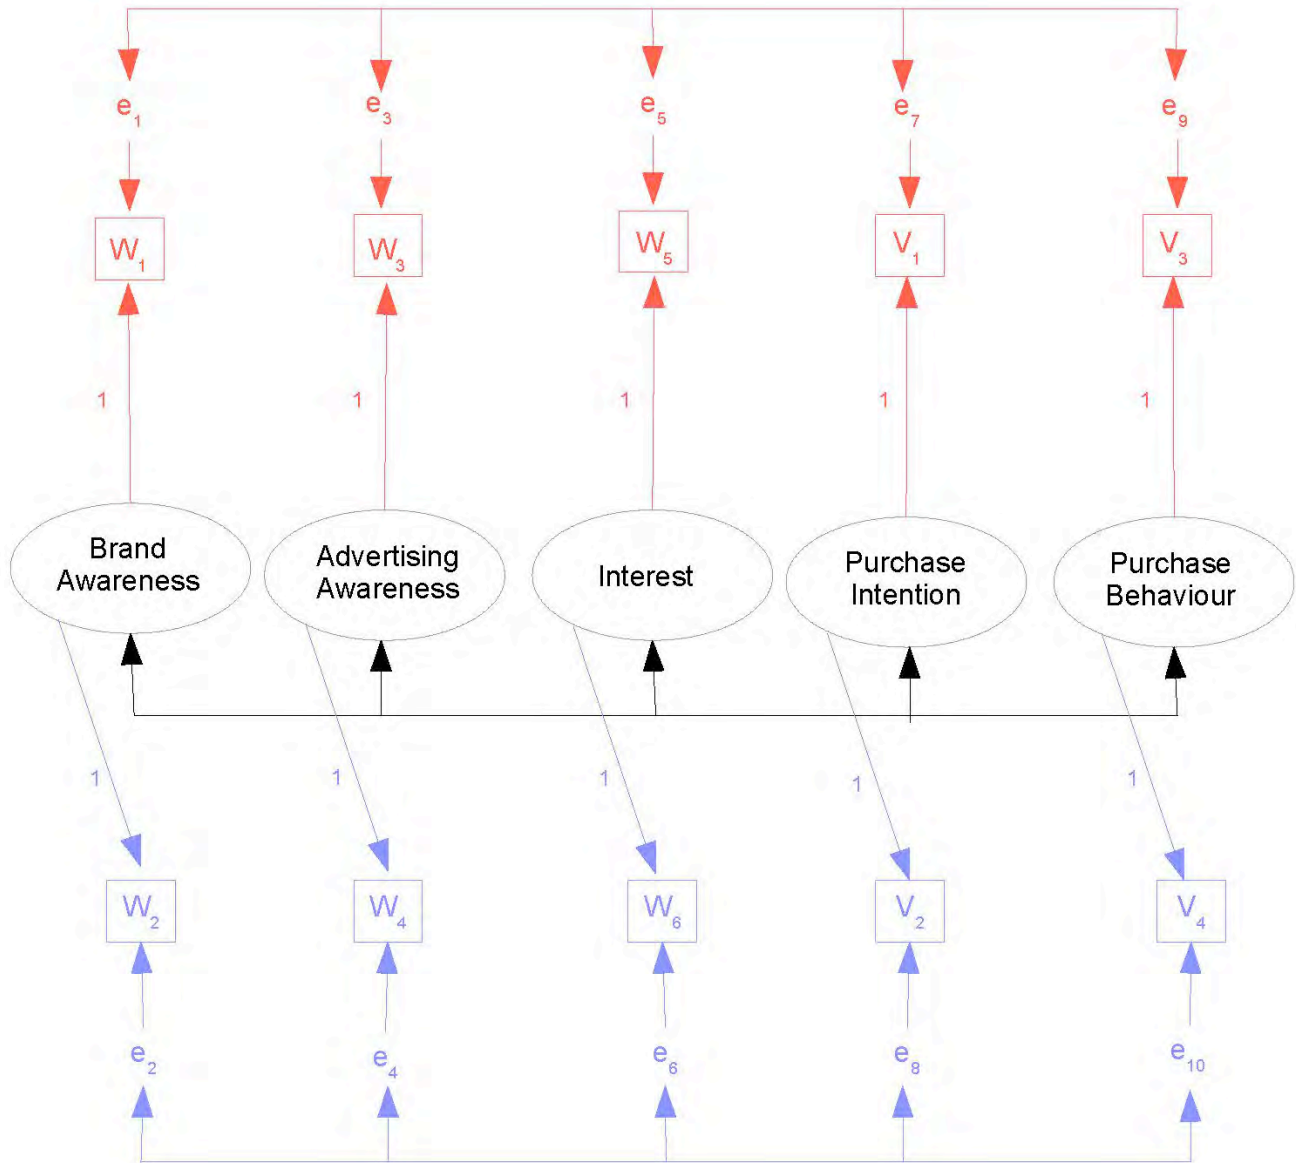 e1 e3 e5 e7 e9
W1 W3 W5 V1 V3
1 1 1 1 1
Brand
Awareness
Advertising
Awareness
Interest
Purchase
Intention
Purchase
Behaviour
1 1 1 1 1
W2 W4 W6 V2 V4
e2 e4 e6 e8 e10